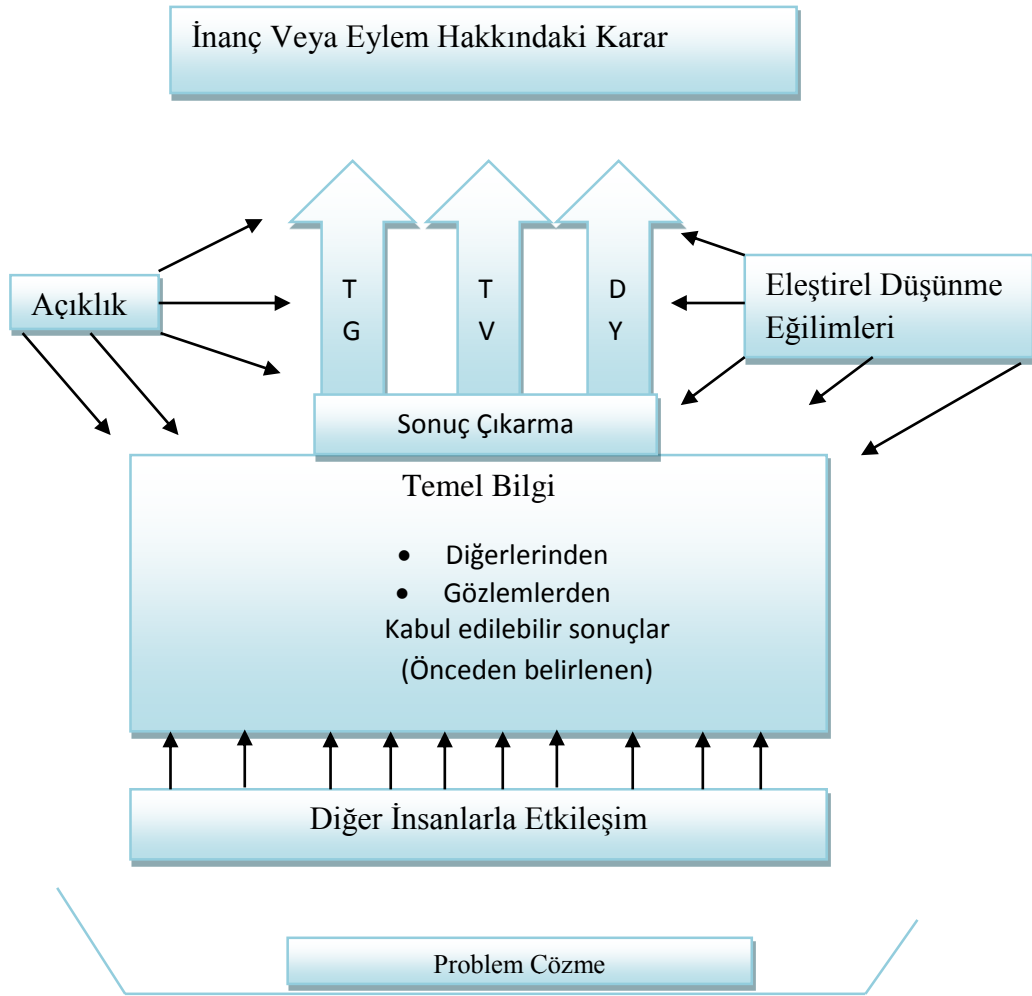 İnanç Veya Eylem Hakkındaki Karar
T
G
T
V
D
Y
Açıklık
Eleştirel Düşünme
Eğilimleri
Sonuç Çıkarma
Temel Bilgi
• Diğerlerinden
• Gözlemlerden
Kabul edilebilir sonuçlar
(Önceden belirlenen)
Diğer İnsanlarla Etkileşim
Problem Cözme